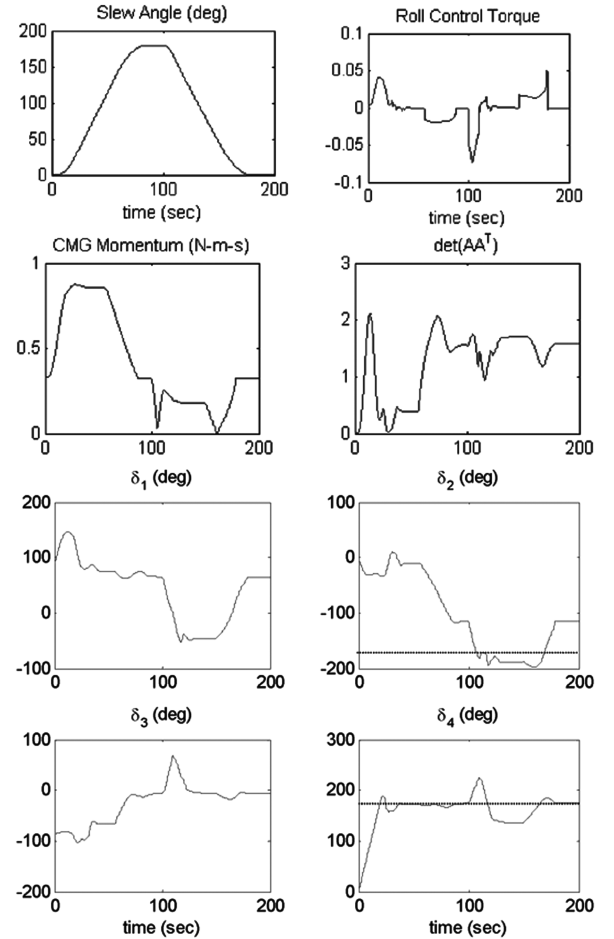 Slew Angle (deg)
200
150
100
50
0
0 100 200
time (sec)
Roll Control Torque
0.1
0.05
0
-0.05
-0.1
0 100 200
time (sec)
CMG Momentum (N-m-s)
1
0.5
0
0 100 200
det(AAᵀ)
3
2
1
0
0 100 200
δ₁ (deg)
200
100
0
-100
0 100 200
δ₂ (deg)
100
0
-100
-200
0 100 200
δ₃ (deg)
100
0
-100
-200
0 100 200
time (sec)
δ₄ (deg)
300
200
100
0
0 100 200
time (sec)